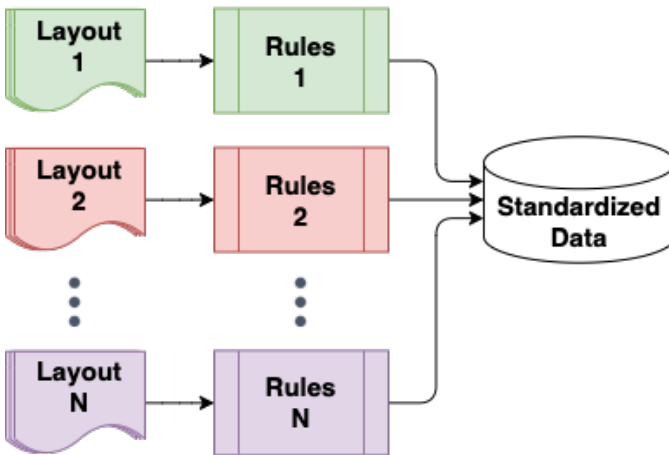 Layout
1
Rules
1
Layout
2
Rules
2
Standardized
Data
Layout
N
Rules
N